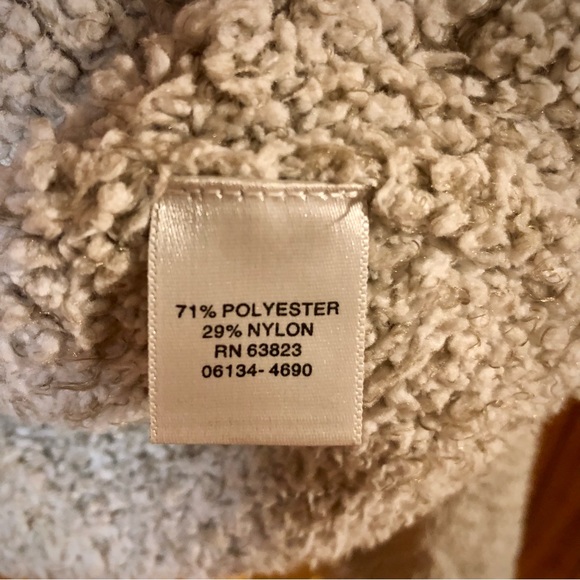 71% POLYESTER
29% NYLON
RN 63823
06134- 4690